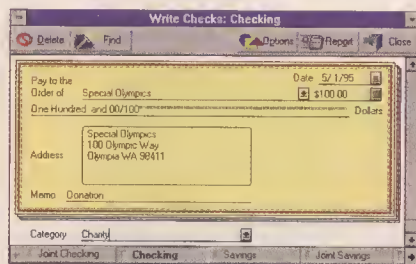 Write Checks: Checking
Delete Find Options Report Close
Pay to the Date 5/1/95
Order of Special Olympics $100.00
One Hundred and 00/100 Dollars
Special Olympics
100 Olympic Way
Address Olympia WA 98411
Memo Donation
Category Charity
Joint Checking Checking Savings Joint Savings